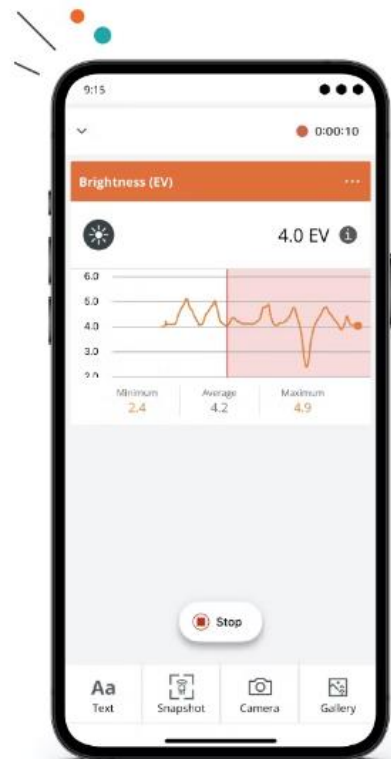 9:15
0:00:10
Brightness (EV)
4.0 EV
6.0
5.0
4.0
3.0
2.0
Minimum Average Maximum
2.4 4.2 4.9
Stop
Aa
Text Snapshot Camera Gallery